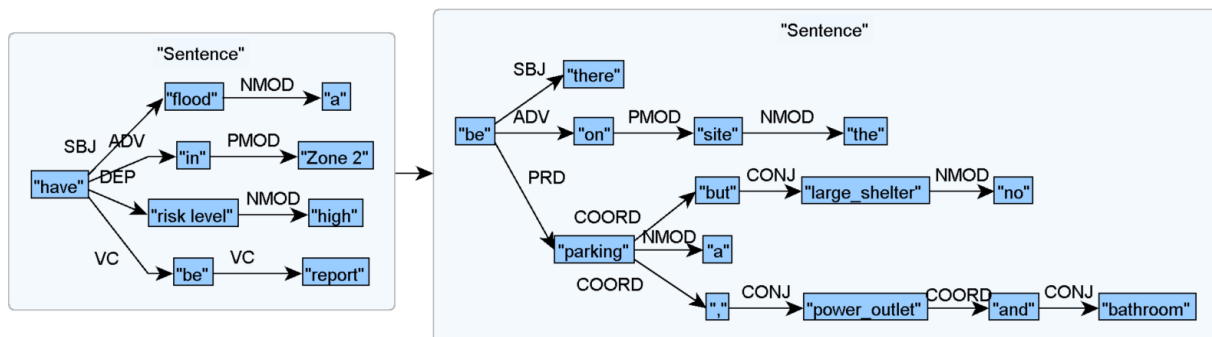 "Sentence"
"have"
SBJ
"flood"
NMOD
"a"
ADV
"in"
PMOD
"Zone 2"
DEP
"risk level"
NMOD
"high"
VC
"be"
VC
"report"
"Sentence"
"be"
SBJ
"there"
ADV
"on"
PMOD
"site"
NMOD
"the"
PRD
"parking"
COORD
"but"
CONJ
"large_shelter"
NMOD
"no"
NMOD
"a"
COORD
","
CONJ
"power_outlet"
COORD
"and"
CONJ
"bathroom"